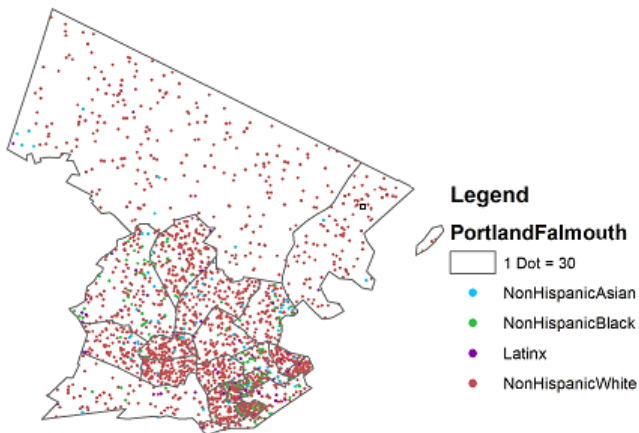 Legend
PortlandFalmouth
1 Dot = 30
NonHispanicAsian
NonHispanicBlack
Latinx
NonHispanicWhite